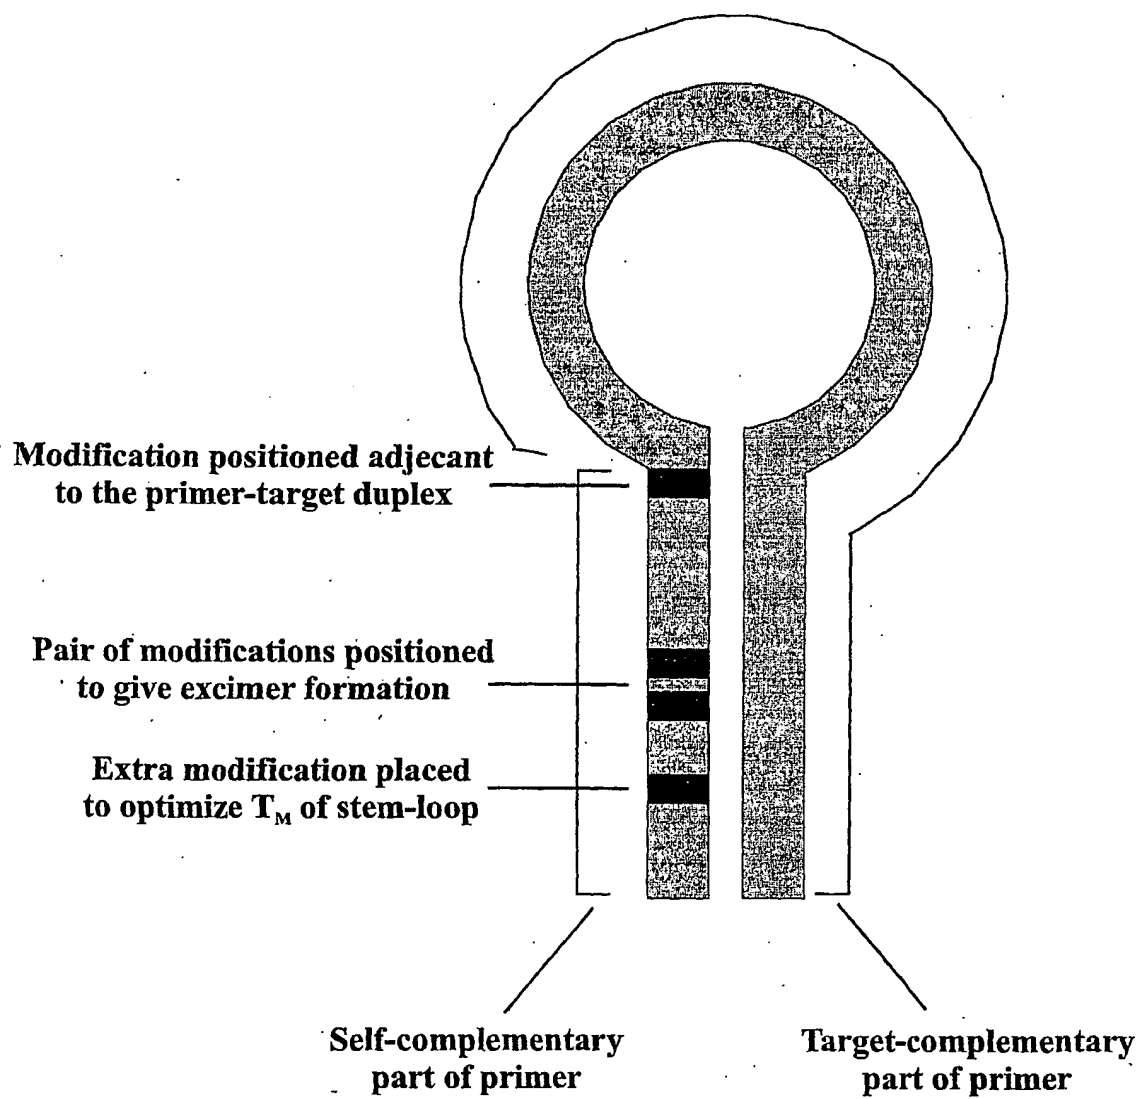 Modification positioned adjecant
to the primer-target duplex
Pair of modifications positioned
to give excimer formation
Extra modification placed
to optimize TM of stem-loop
Self-complementary
part of primer
Target-complementary
part of primer